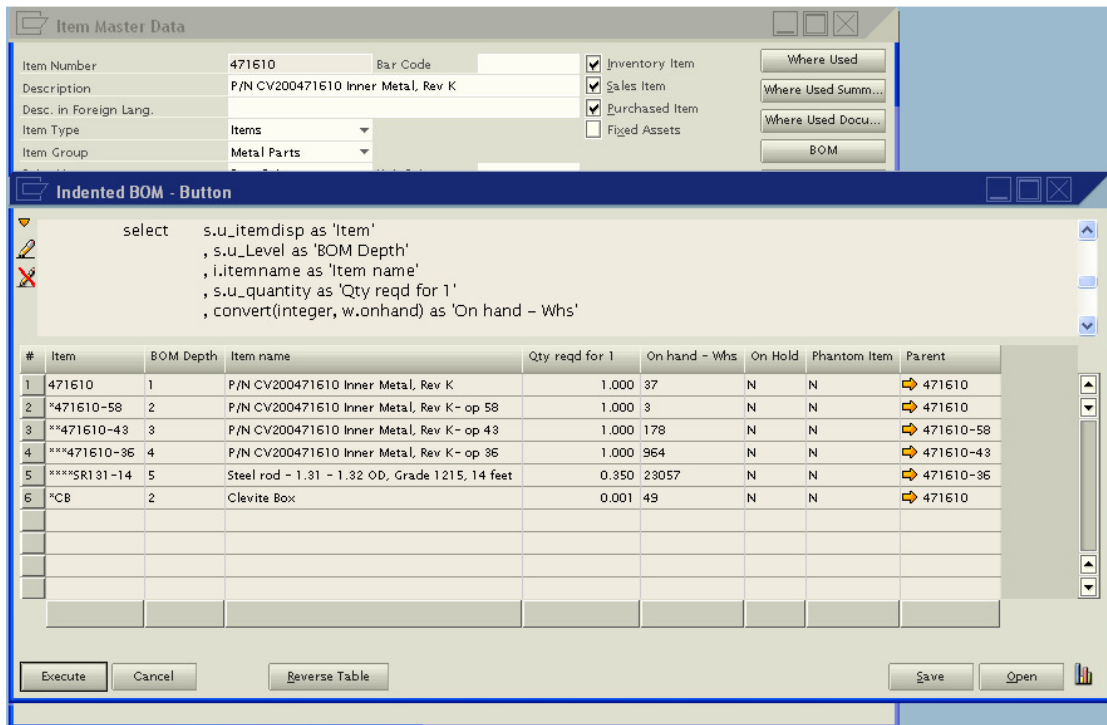 Item Master Data
Item Number 471610 Bar Code Inventory Item Where Used
Description P/N CV200471610 Inner Metal, Rev K Sales Item Where Used Summ...
Desc. in Foreign Lang. Purchased Item
Item Type Items Fixed Assets Where Used Docu...
Item Group Metal Parts BOM
Indented BOM - Button
select s.u_itemdisp as 'Item'
, s.u_Level as 'BOM Depth'
, i.itemname as 'Item name'
, s.u_quantity as 'Qty reqd for 1'
, convert(integer, w.onhand) as 'On hand – Whs'
# Item BOM Depth Item name Qty reqd for 1 On hand – Whs On Hold Phantom Item Parent
1 471610 1 P/N CV200471610 Inner Metal, Rev K 1.000 37 N N 471610
2 *471610-58 2 P/N CV200471610 Inner Metal, Rev K- op 58 1.000 3 N N 471610
3 **471610-43 3 P/N CV200471610 Inner Metal, Rev K- op 43 1.000 178 N N 471610-58
4 ***471610-36 4 P/N CV200471610 Inner Metal, Rev K- op 36 1.000 964 N N 471610-43
5 ****SR131-14 5 Steel rod - 1.31 - 1.32 OD, Grade 1215, 14 feet 0.350 23057 N N 471610-36
6 *CB 2 Clevite Box 0.001 49 N N 471610
Execute Cancel Reverse Table Save Open